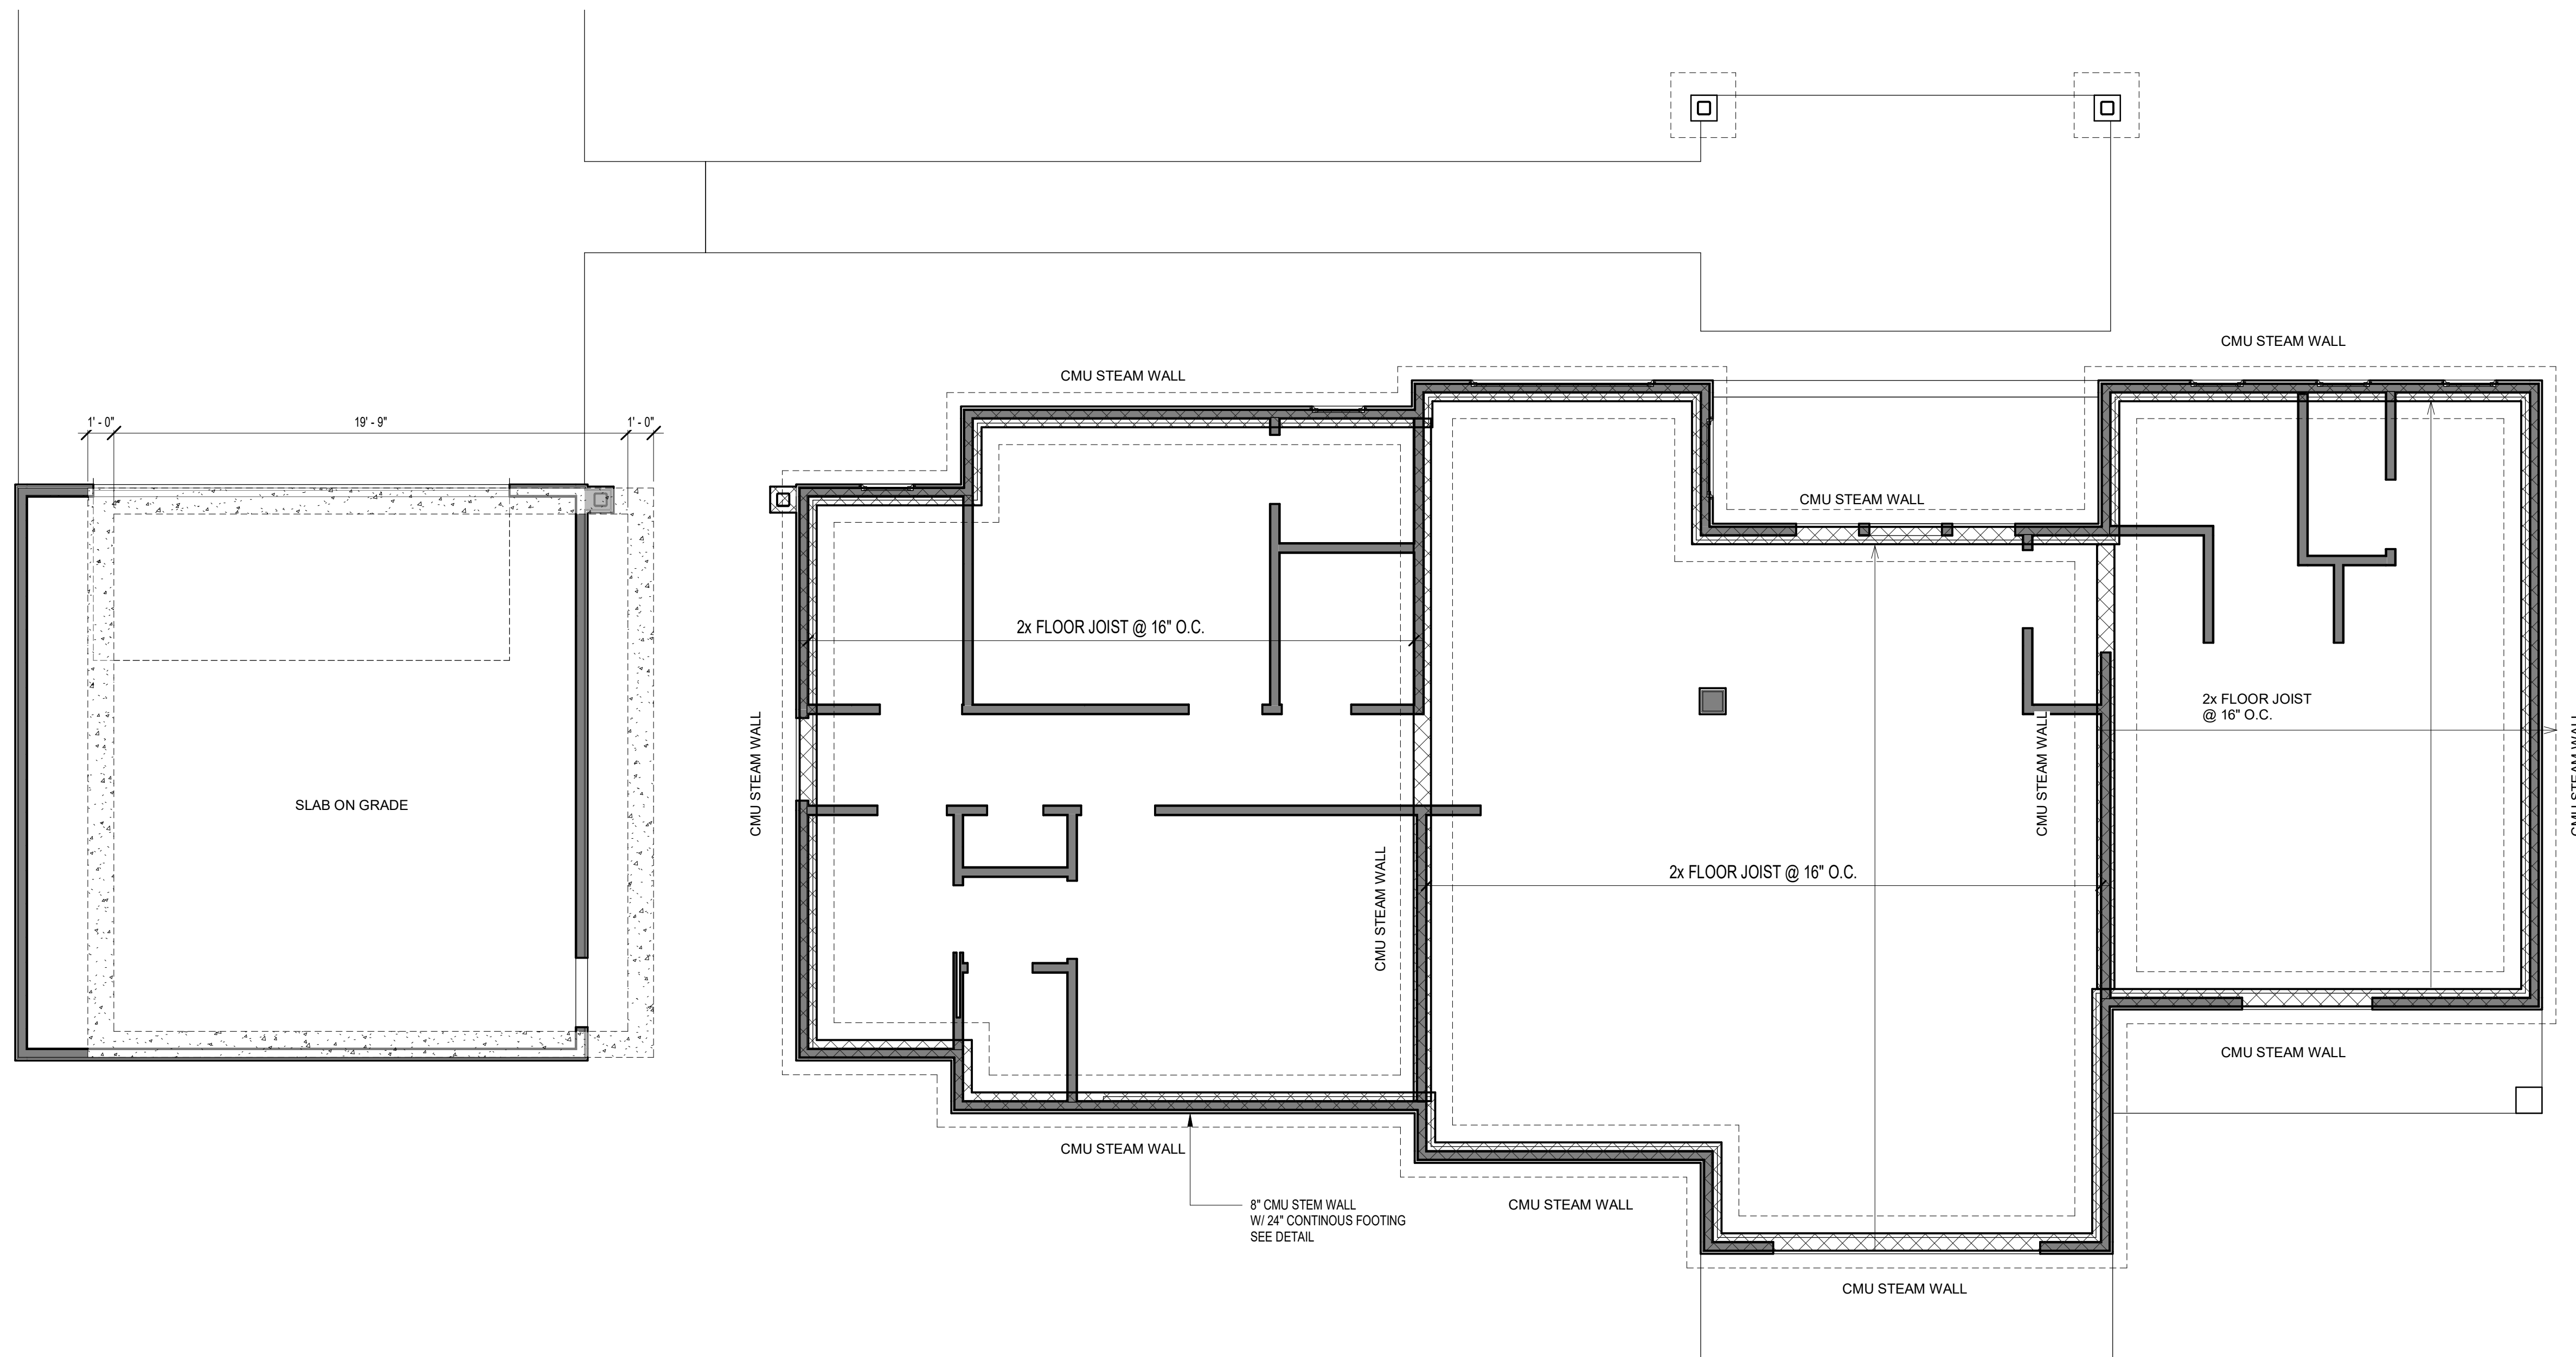 CMU STEAM WALL
CMU STEAM WALL
1' - 0"
19' - 9"
1' - 0"
CMU STEAM WALL
2x FLOOR JOIST @ 16" O.C.
2x FLOOR JOIST
@ 16" O.C.
CMU STEAM WALL
CMU STEAM WALL
CMU STEAM WALL
SLAB ON GRADE
2x FLOOR JOIST @ 16" O.C.
CMU STEAM WALL
CMU STEAM WALL
CMU STEAM WALL
8" CMU STEM WALL
W/ 24" CONTINOUS FOOTING
SEE DETAIL
CMU STEAM WALL
CMU STEAM WALL